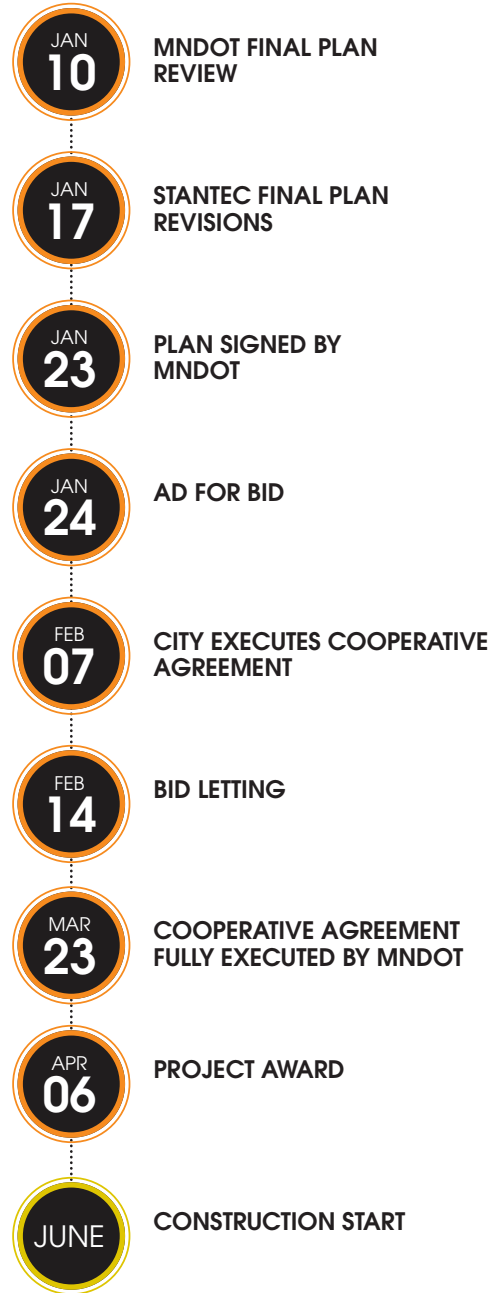 JAN
10
MNDOT FINAL PLAN
REVIEW
JAN
17
STANTEC FINAL PLAN
REVISIONS
JAN
23
PLAN SIGNED BY
MNDOT
JAN
24
AD FOR BID
FEB
07
CITY EXECUTES COOPERATIVE
AGREEMENT
FEB
14
BID LETTING
MAR
23
COOPERATIVE AGREEMENT
FULLY EXECUTED BY MNDOT
APR
06
PROJECT AWARD
JUNE
CONSTRUCTION START